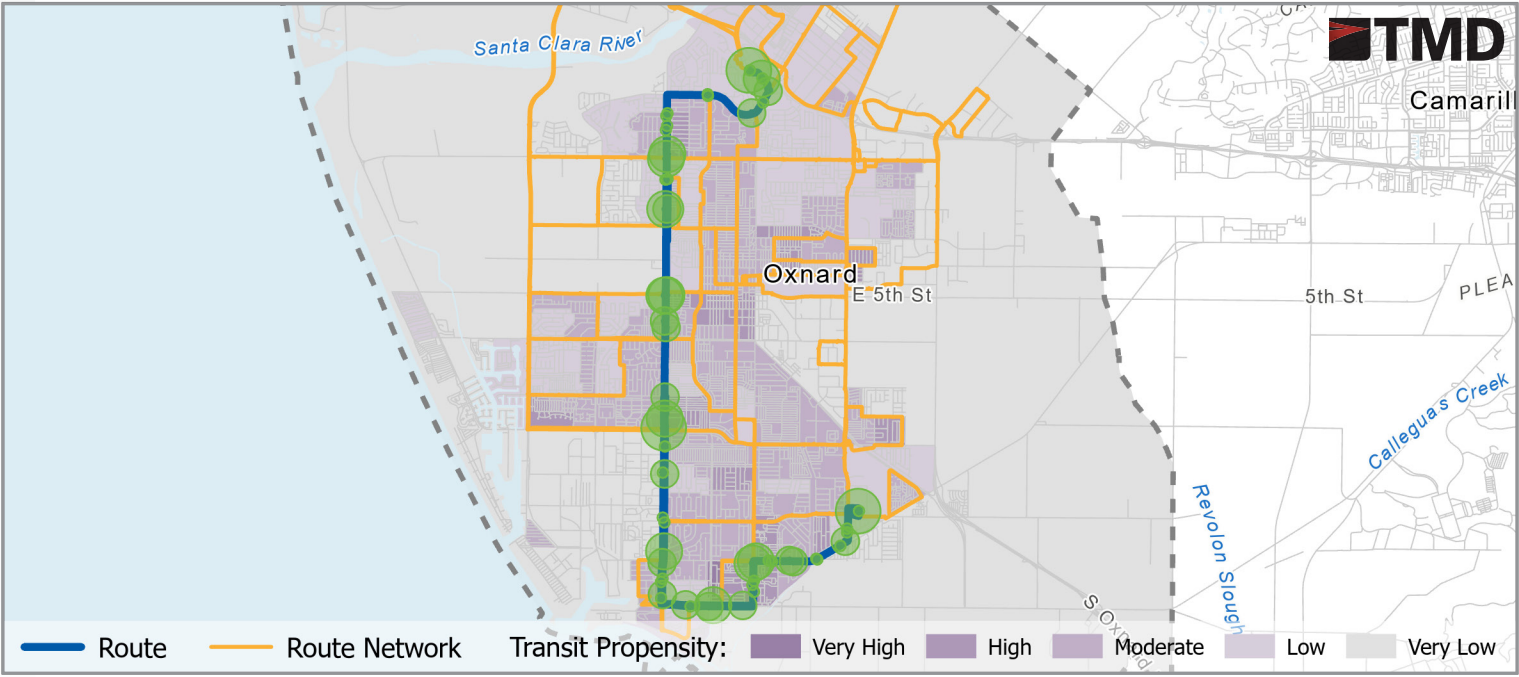 CA
TMD
Santa Clara River
Camarill
Oxnard
E 5th St
5th St
PLEA
Calleguas Creek
Revolon Slough
S Oxnard
Route
Route Network
Transit Propensity:
Very High
High
Moderate
Low
Very Low